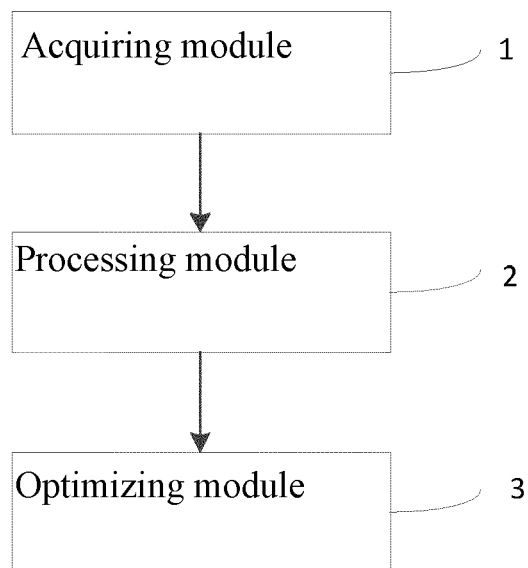 Acquiring module
1
Processing module
2
Optimizing module
3